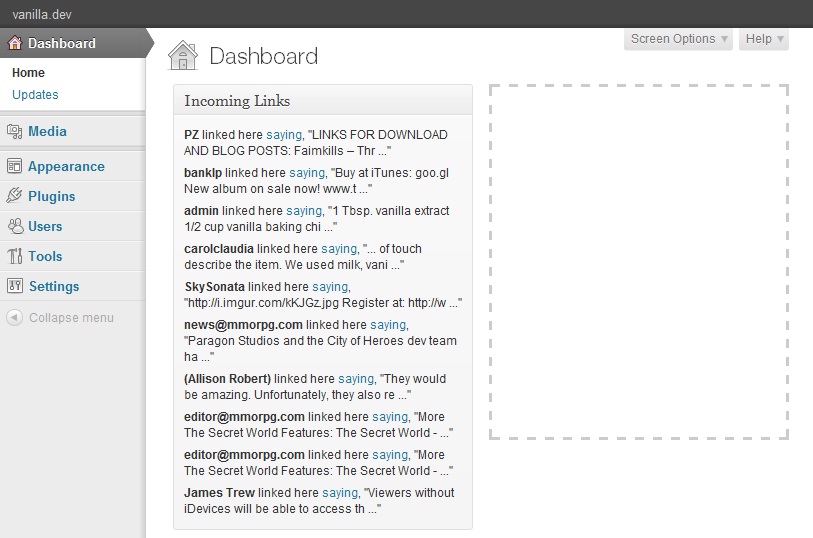 vanilla.dev
Dashboard
Home
Updates
Media
Appearance
Plugins
Users
Tools
Settings
Collapse menu
Screen Options
Help
Dashboard
Incoming Links
PZ linked here saying, "LINKS FOR DOWNLOAD
AND BLOG POSTS: Faimkills – Thr ..."
banklp linked here saying, "Buy at iTunes: goo.gl
New album on sale now! www.t ..."
admin linked here saying, "1 Tbsp. vanilla extract
1/2 cup vanilla baking chi ..."
carolclaudia linked here saying, "... of touch
describe the item. We used milk, vani ..."
SkySonata linked here saying,
"http://i.imgur.com/kKJGz.jpg Register at: http://w ..."
news@mmorpg.com linked here saying,
"Paragon Studios and the City of Heroes dev team
ha ..."
(Allison Robert) linked here saying, "They would
be amazing. Unfortunately, they also re ..."
editor@mmorpg.com linked here saying, "More
The Secret World Features: The Secret World - ..."
editor@mmorpg.com linked here saying, "More
The Secret World Features: The Secret World - ..."
James Trew linked here saying, "Viewers without
iDevices will be able to access th ..."